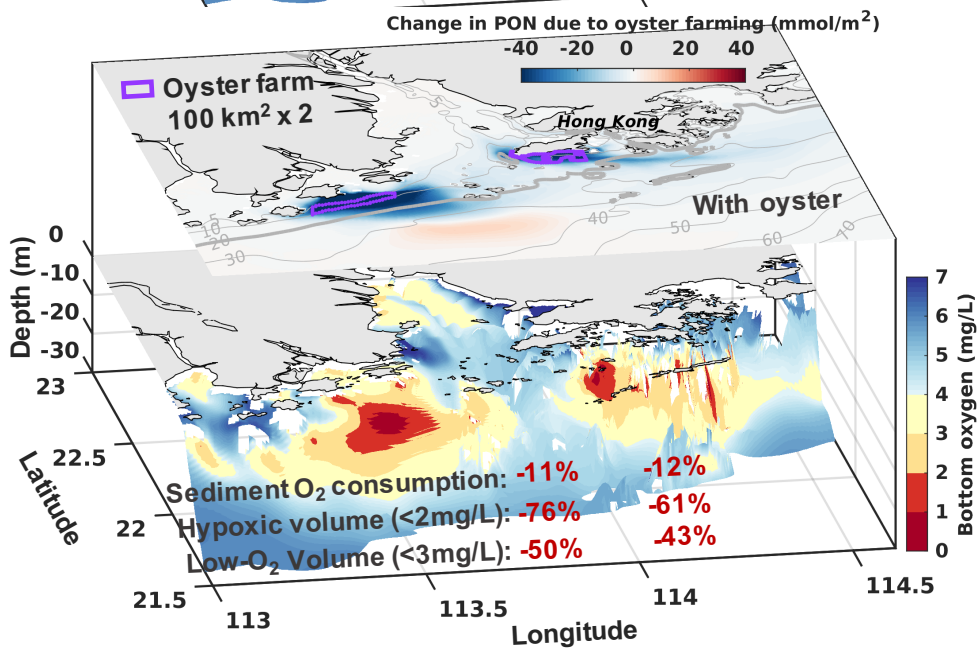 Change in PON due to oyster farming (mmol/m²)
-40 -20 0 20 40
Oyster farm
100 km² x 2
Hong Kong
With oyster
5
15
10
20
30
40
50
60
70
Depth (m)
0
-10
-20
-30
23
22.5
22
21.5
Latitude
113
113.5
114
114.5
Longitude
Sediment O₂ consumption: -11% -12%
Hypoxic volume (<2mg/L): -76% -61%
Low-O₂ Volume (<3mg/L): -50% -43%
7
6
5
4
3
2
1
0
Bottom oxygen (mg/L)